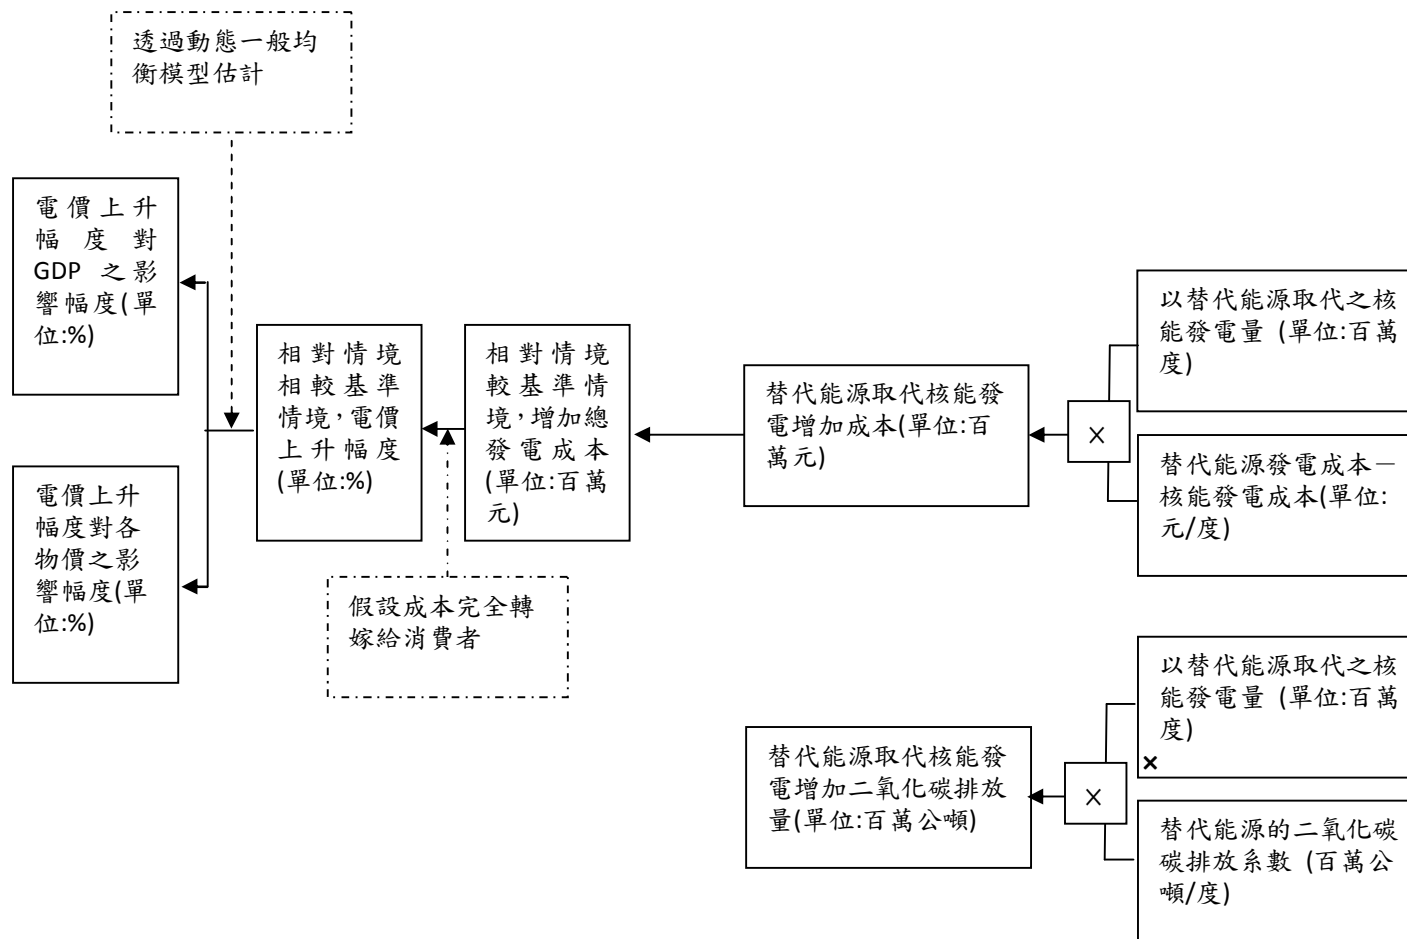 透過動態一般均
衡模型估計
電價上升
幅度對
GDP 之影
響幅度(單
位:%)
電價上升
幅度對各
物價之影
響幅度(單
位:%)
相對情境
相較基準
情境，電價
上升幅度
(單位:%)
相對情境
較基準情
境，增加總
發電成本
(單位:百萬
元)
假設成本完全轉
嫁給消費者
替代能源取代核能發
電增加成本(單位:百
萬元)
×
以替代能源取代之核
能發電量 (單位:百萬
度)
替代能源發電成本－
核能發電成本(單位:
元/度)
替代能源取代核能發
電增加二氧化碳排放
量(單位:百萬公噸)
×
以替代能源取代之核
能發電量 (單位:百萬
度)
×
替代能源的二氧化碳
碳排放系數 (百萬公
噸/度)